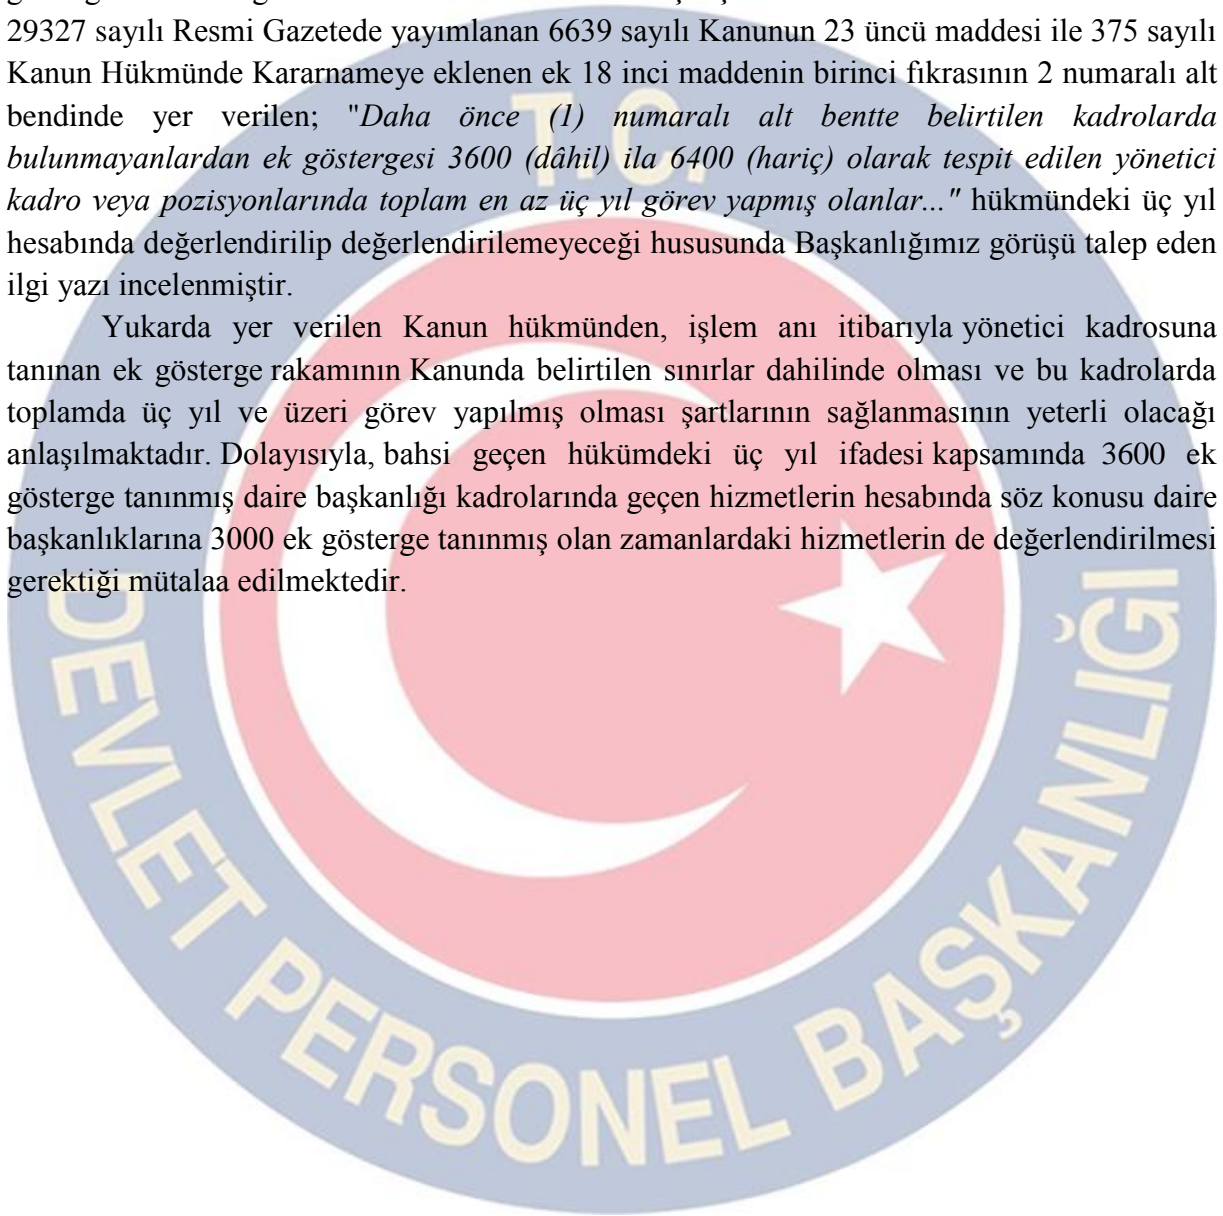 29327 sayılı Resmi Gazetede yayımlanan 6639 sayılı Kanunun 23 üncü maddesi ile 375 sayılı
Kanun Hükmünde Kararnameye eklenen ek 18 inci maddenin birinci fıkrasının 2 numaralı alt
bendinde yer verilen; "Daha önce (1) numaralı alt bentte belirtilen kadrolarda
bulunmayanlardan ek göstergesi 3600 (dâhil) ila 6400 (hariç) olarak tespit edilen yönetici
kadro veya pozisyonlarında toplam en az üç yıl görev yapmış olanlar..." hükmündeki üç yıl
hesabında değerlendirilip değerlendirilemeyeceği hususunda Başkanlığımız görüşü talep eden
ilgi yazı incelenmiştir.
Yukarda yer verilen Kanun hükmünden, işlem anı itibarıyla yönetici kadrosuna
tanınan ek gösterge rakamının Kanunda belirtilen sınırlar dahilinde olması ve bu kadrolarda
toplamda üç yıl ve üzeri görev yapılmış olması şartlarının sağlanmasının yeterli olacağı
anlaşılmaktadır. Dolayısıyla, bahsi geçen hükümdeki üç yıl ifadesi kapsamında 3600 ek
gösterge tanınmış daire başkanlığı kadrolarında geçen hizmetlerin hesabında söz konusu daire
başkanlıklarına 3000 ek gösterge tanınmış olan zamanlardaki hizmetlerin de değerlendirilmesi
gerektiği mütalaa edilmektedir.
T.C.
DEVLET PERSONEL BAŞKANLIĞI